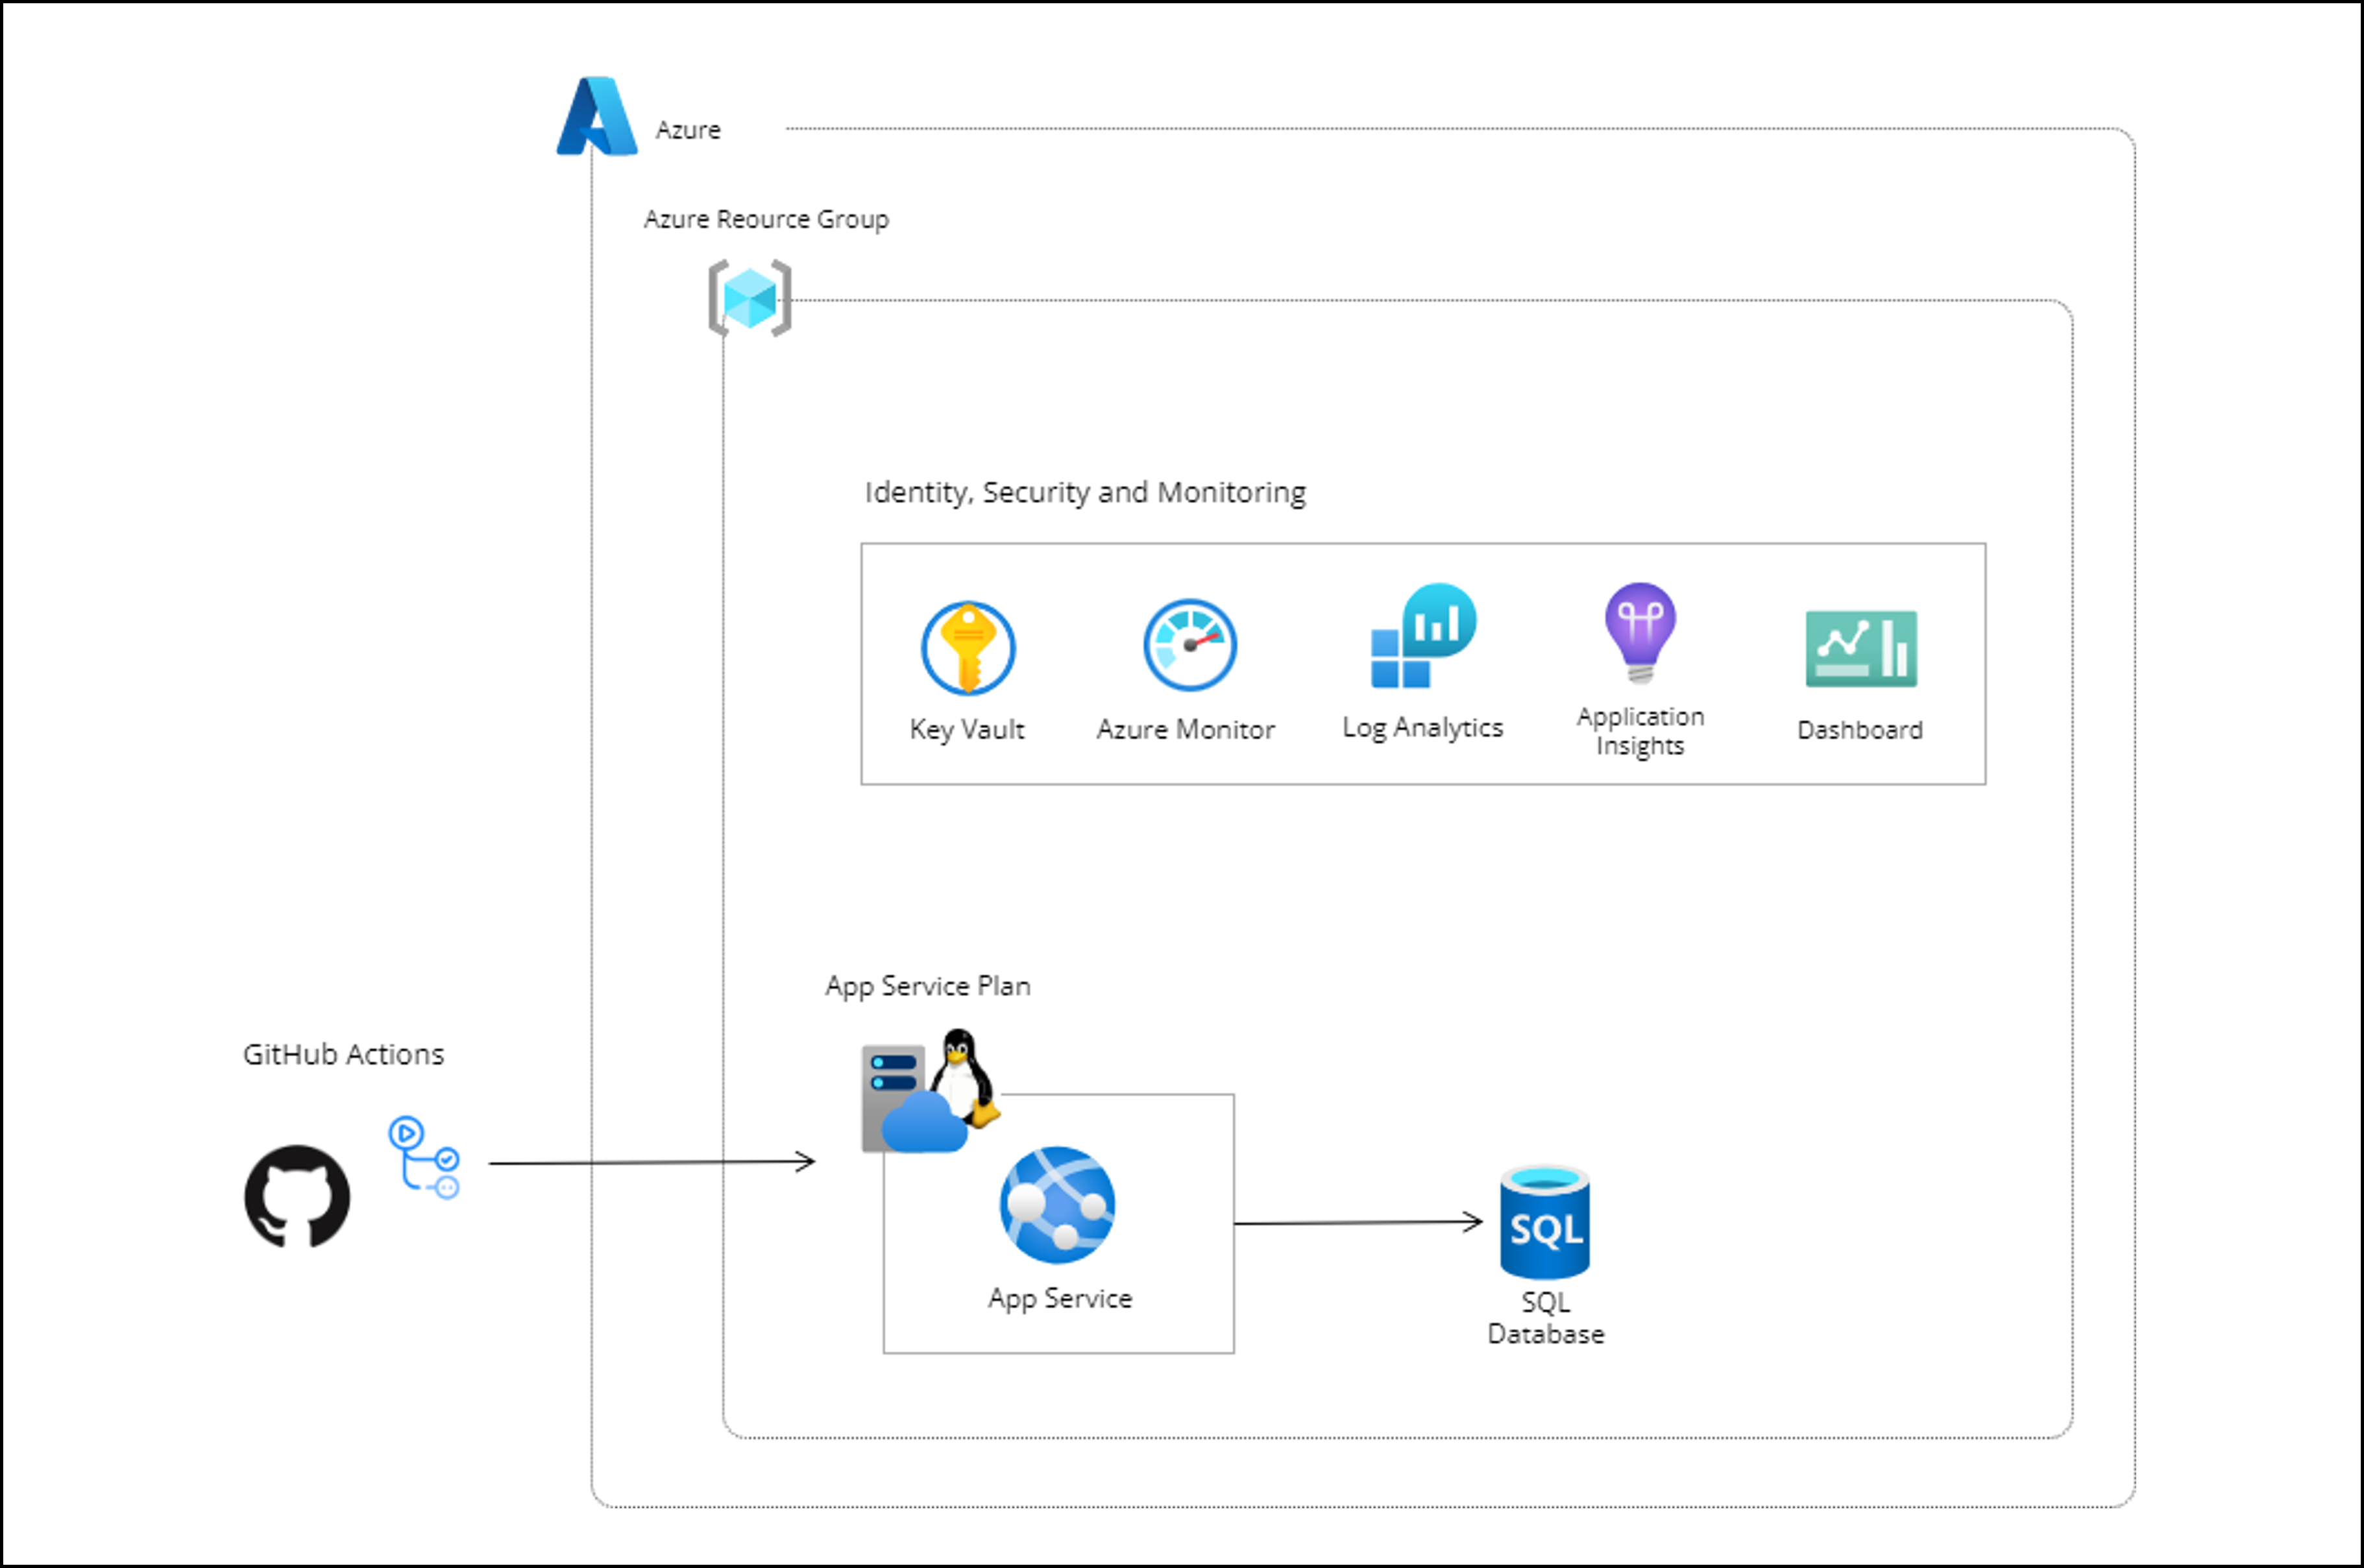 Azure
Azure Reource Group
Identity, Security and Monitoring
Key Vault
Azure Monitor
Log Analytics
Application
Insights
Dashboard
App Service Plan
GitHub Actions
App Service
SQL
SQL
Database